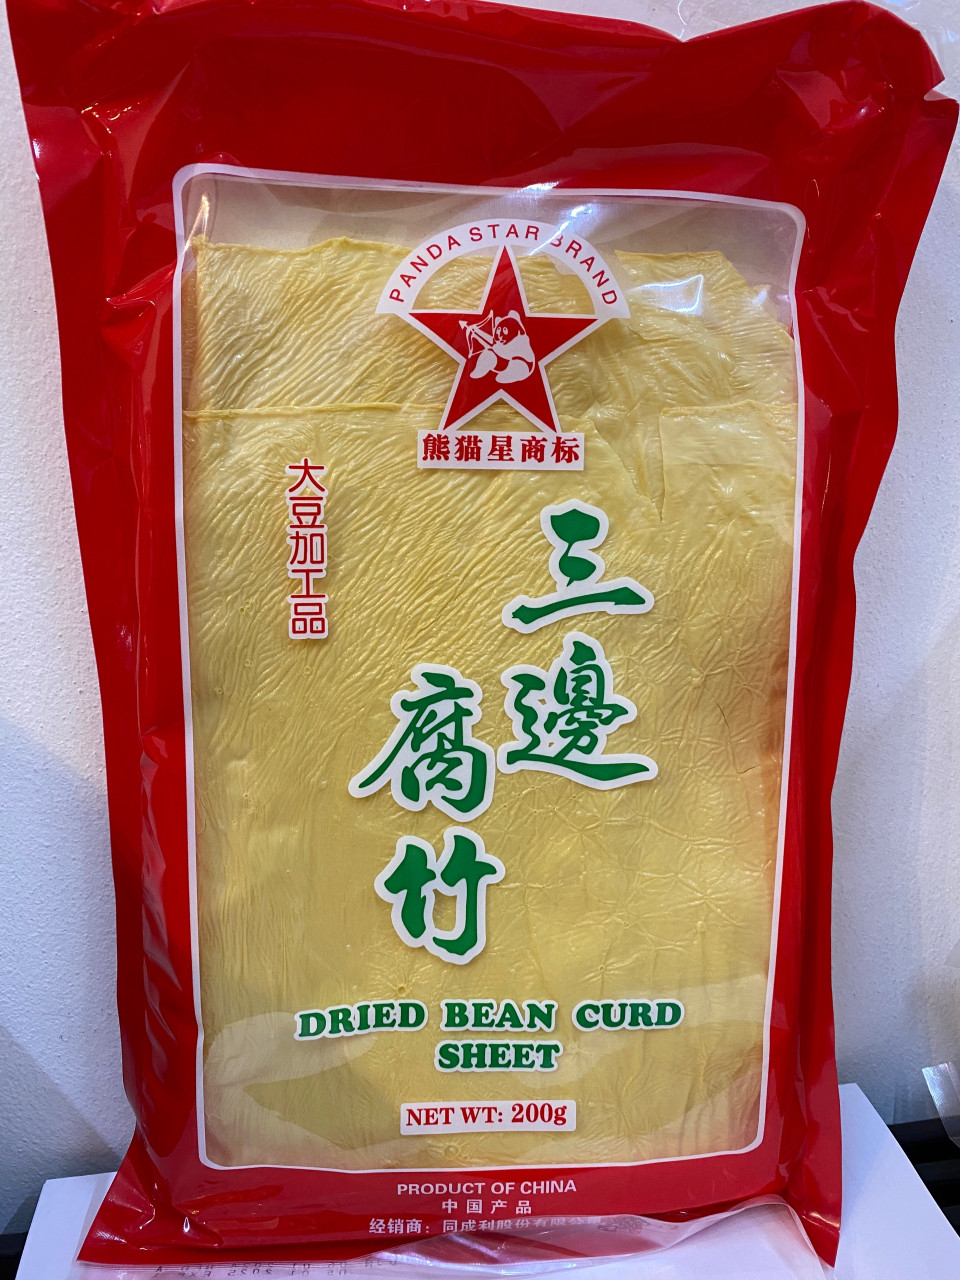 PANDA STAR BRAND
熊猫星商标
大豆加工品
三邊
腐竹
DRIED BEAN CURD
SHEET
NET WT: 200g
PRODUCT OF CHINA
中国产品
经销商：同成利股份有限